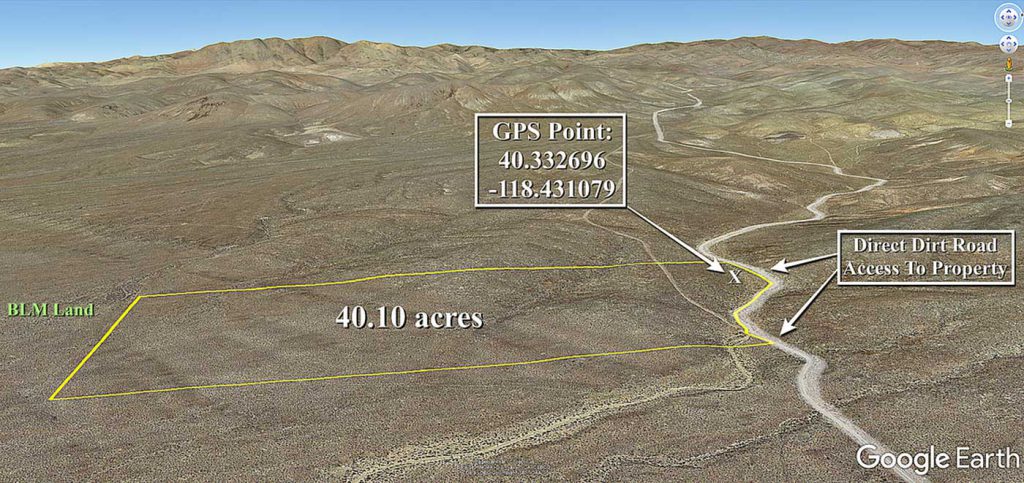 GPS Point:
40.332696
-118.431079
Direct Dirt Road
Access To Property
BLM Land
40.10 acres
X
Google Earth